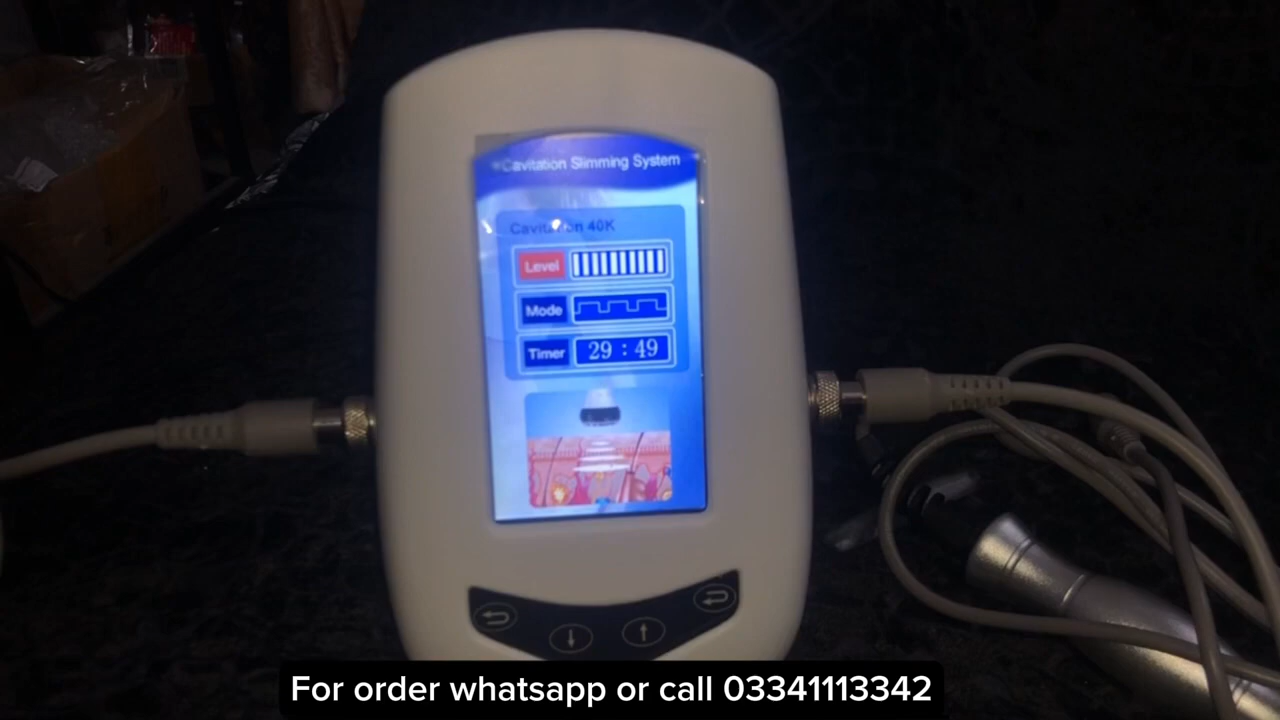 Cavitation Slimming System
Cavitation 40K
Level
Mode
Timer 29 : 49
For order whatsapp or call 03341113342